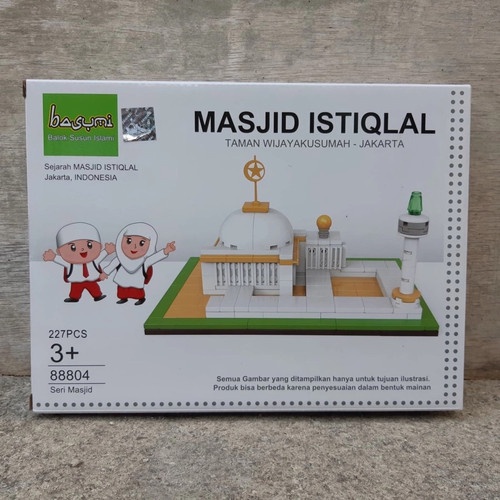 basumi
Balok Susun Islami
MASJID ISTIQLAL
TAMAN WIJAYAKUSUMAH - JAKARTA
Sejarah MASJID ISTIQLAL
Jakarta, INDONESIA
227PCS
3+
88804
Seri Masjid
Semua Gambar yang ditampilkan hanya untuk tujuan ilustrasi.
Produk bisa berbeda karena penyesuaian dalam bentuk mainan